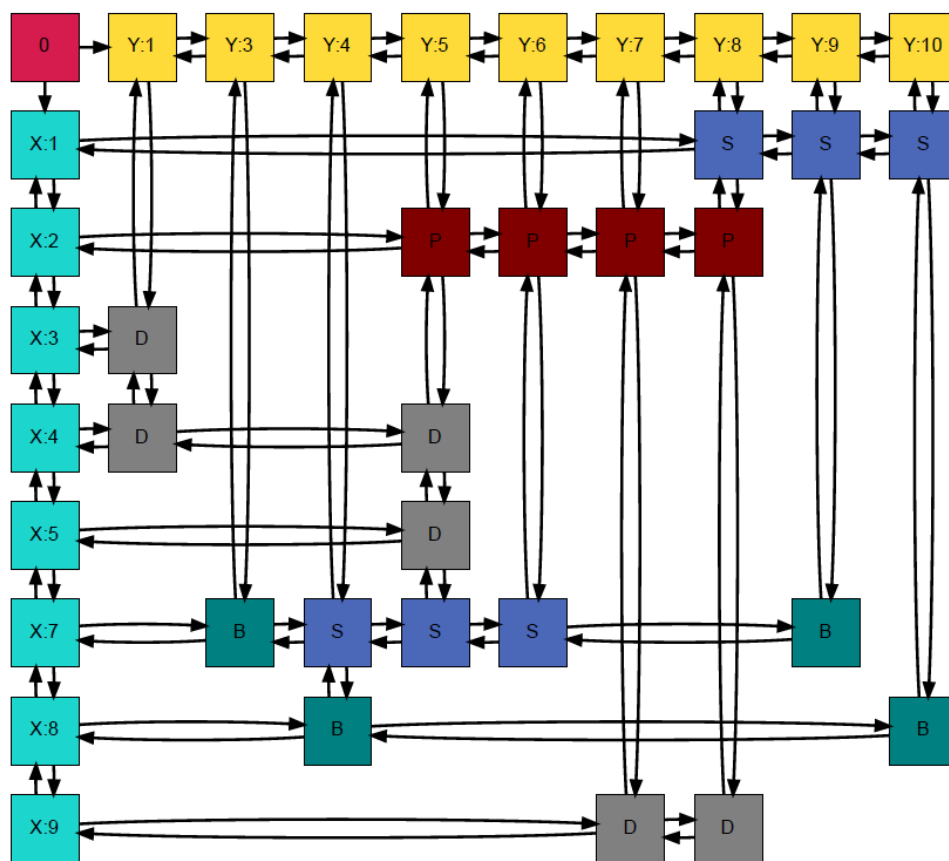 0 Y:1 Y:3 Y:4 Y:5 Y:6 Y:7 Y:8 Y:9 Y:10
X:1 S S S
X:2 P P P P
X:3 D
X:4 D D
X:5 D
X:7 B S S S B
X:8 B B
X:9 D D